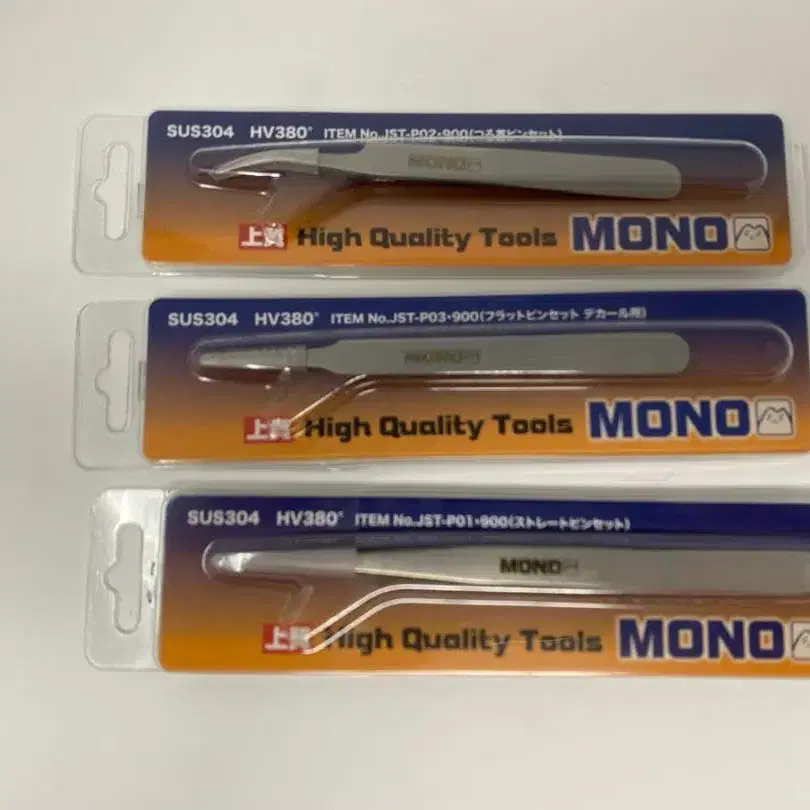 SUS304 HV380° ITEM No.JST-P02・900(つる首ピンセット)
MONO
上質 High Quality Tools MONO
SUS304 HV380° ITEM No.JST-P03・900(フラットピンセット デカール用)
MONO
上質 High Quality Tools MONO
SUS304 HV380° ITEM No.JST-P01・900(ストレートピンセット)
MONO
上質 High Quality Tools MONO